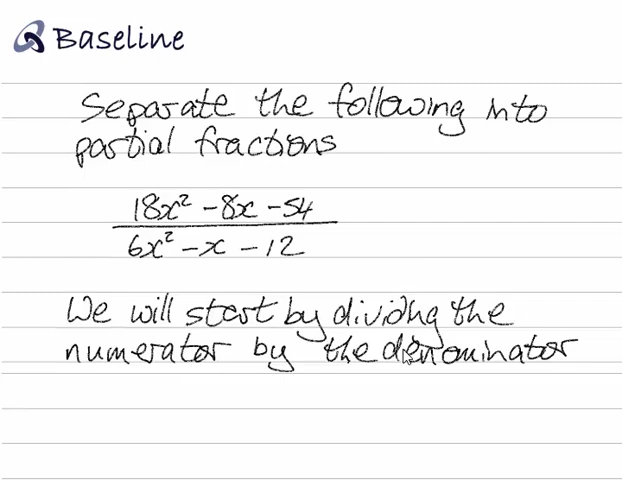 Baseline
Separate the following into
partial fractions
18x² - 8x - 54
6x² - x - 12
We will start by dividing the
numerator by the denominator